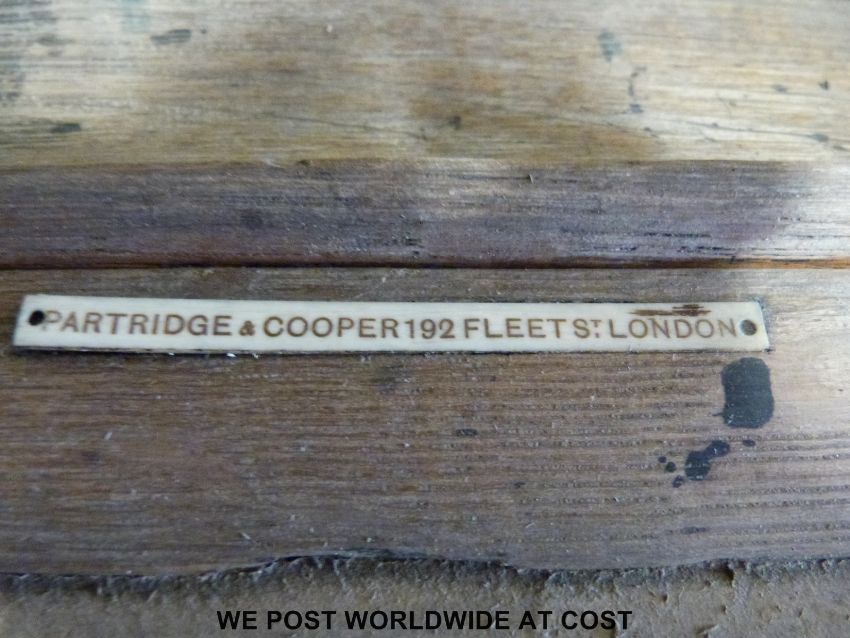 PARTRIDGE & COOPER 192 FLEET ST. LONDON
WE POST WORLDWIDE AT COST